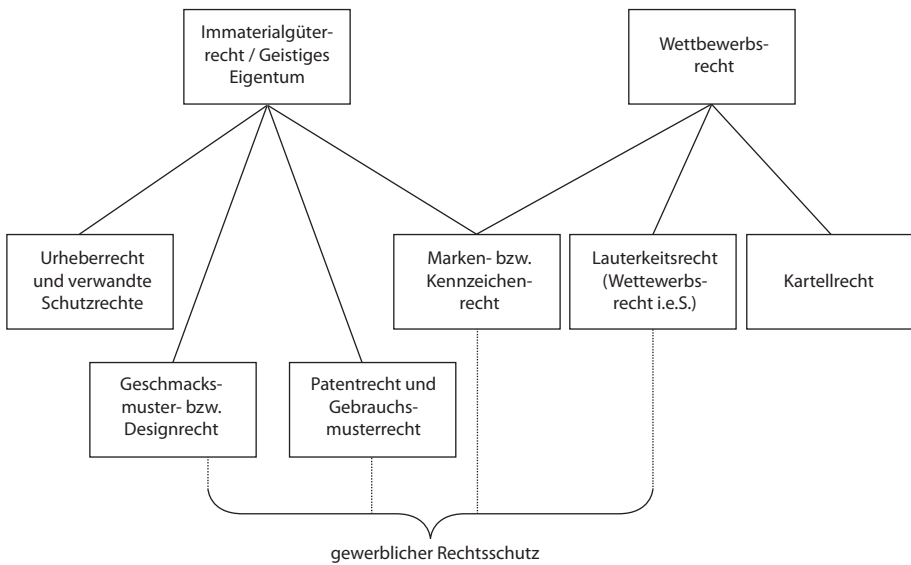 Immaterialgüter-
recht / Geistiges
Eigentum
Wettbewerbs-
recht
Urheberrecht
und verwandte
Schutzrechte
Marken- bzw.
Kennzeichen-
recht
Lauterkeitsrecht
(Wettewerbs-
recht i.e.S.)
Kartellrecht
Geschmacks-
muster- bzw.
Designrecht
Patentrecht und
Gebrauchs-
musterrecht
gewerblicher Rechtsschutz